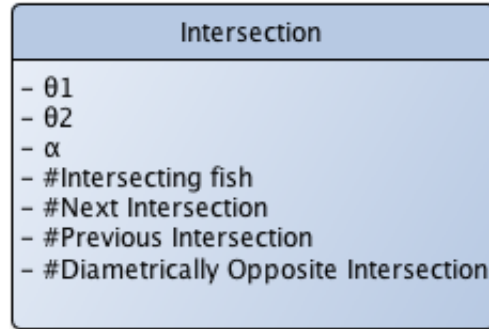 Intersection
- θ1
- θ2
- α
- #Intersecting fish
- #Next Intersection
- #Previous Intersection
- #Diametrically Opposite Intersection